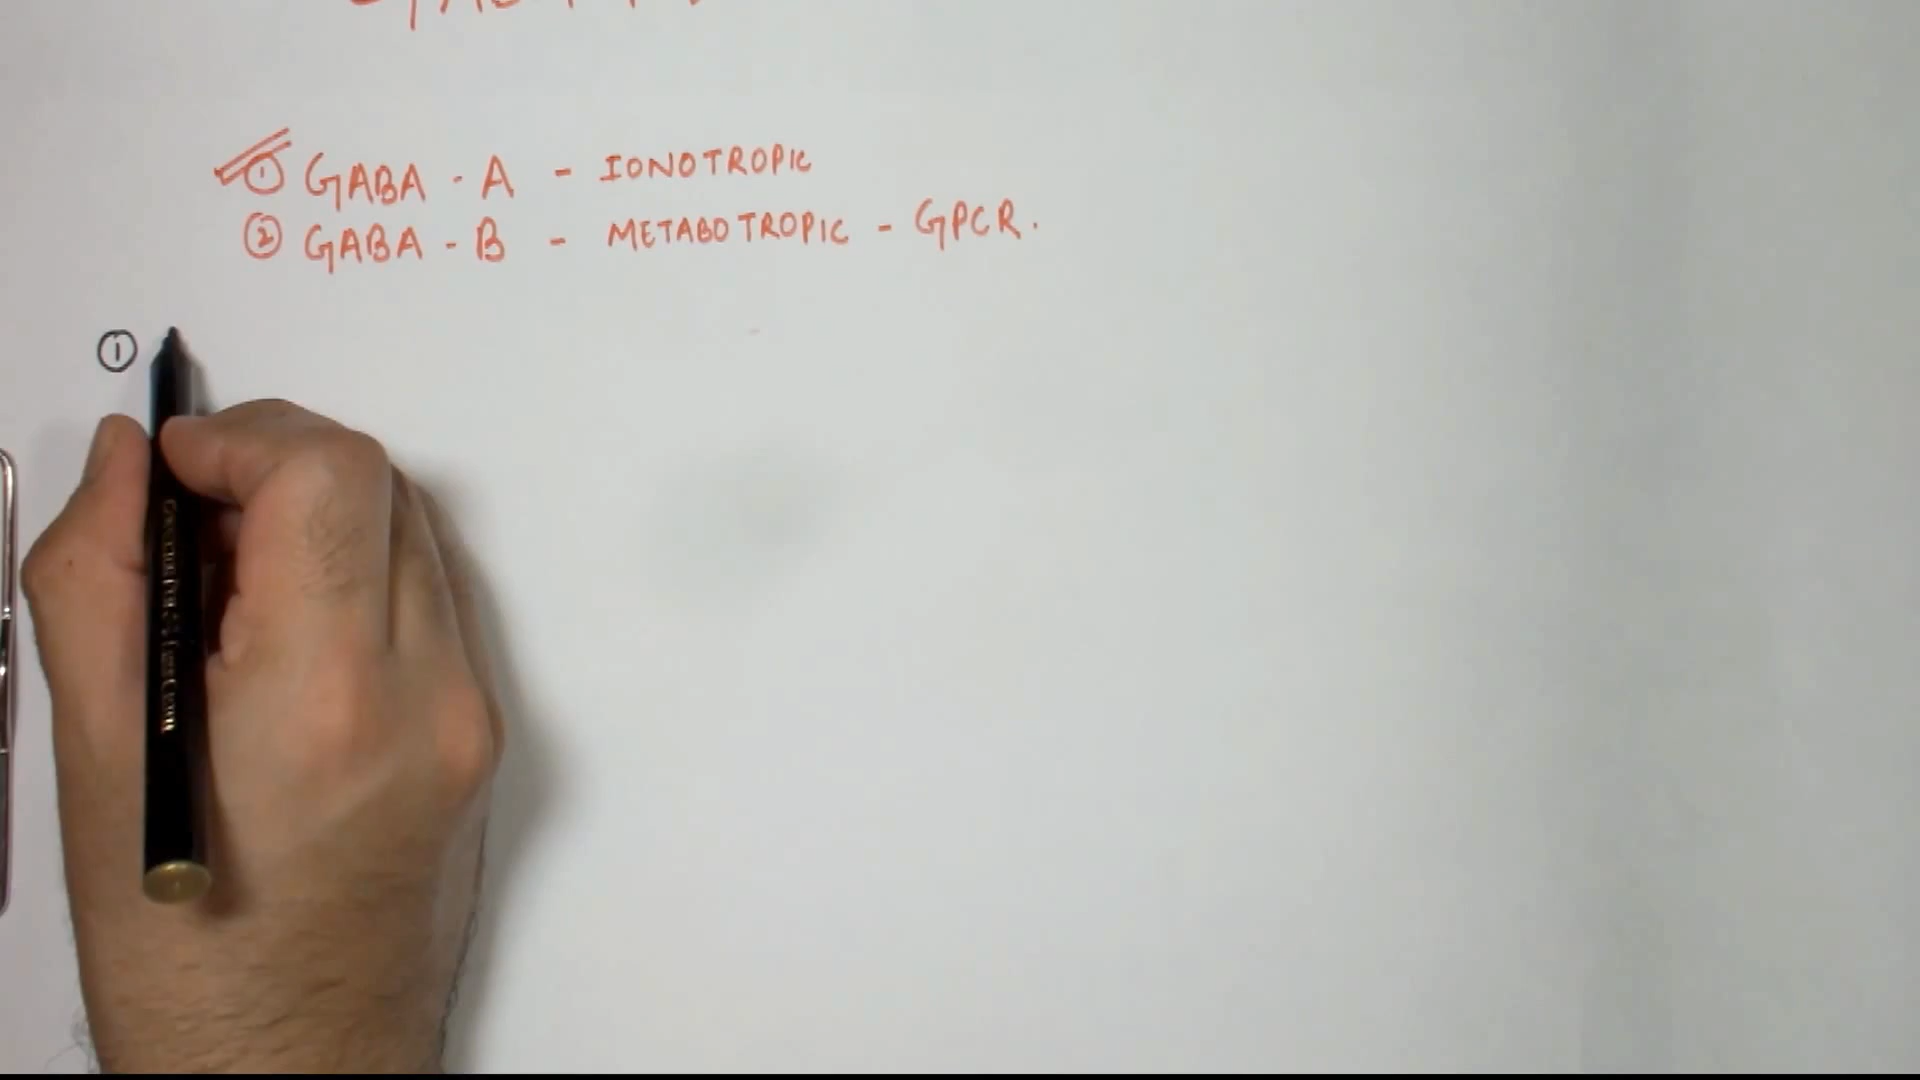 ① GABA - A - IONOTROPIC
② GABA - B - METABOTROPIC - GPCR.
①